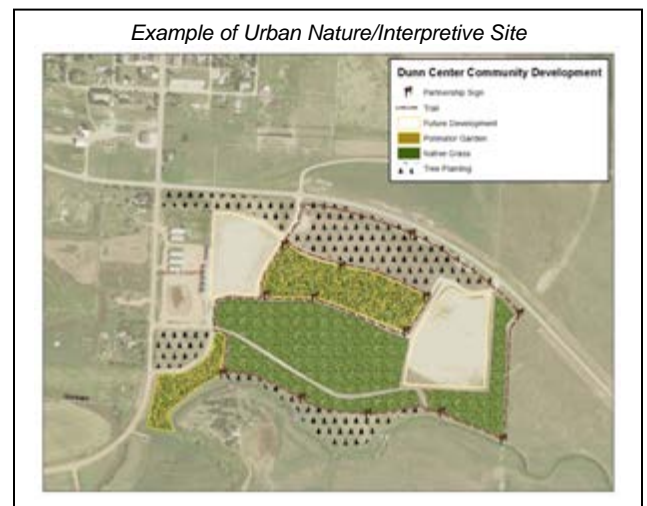 Example of Urban Nature/Interpretive Site
Dunn Center Community Development
Partnership Sign
Trail
Future Development
Pollinator Garden
Native Grass
Tree Planting